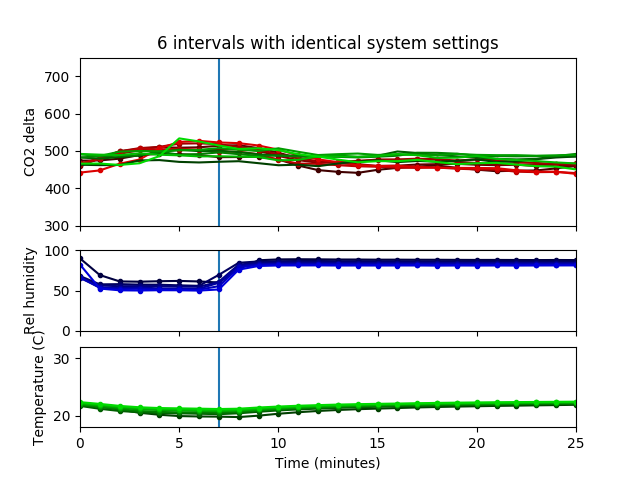 6 intervals with identical system settings
CO2 delta
700
600
500
400
300
Rel humidity
100
50
0
Temperature (C)
30
20
0 5 10 15 20 25
Time (minutes)